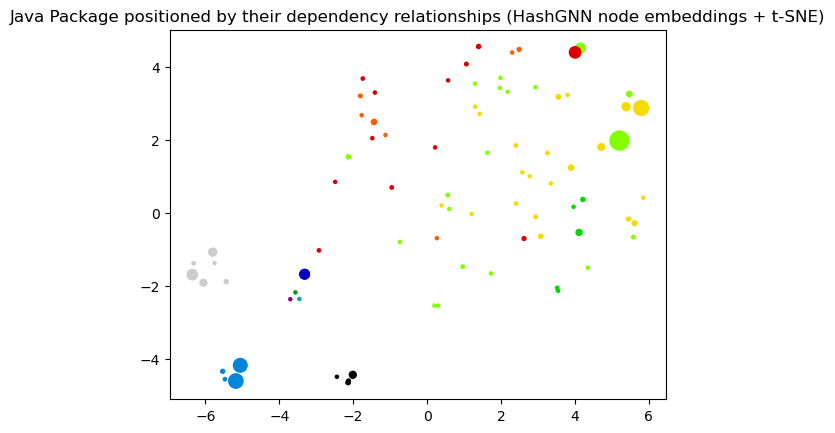 Java Package positioned by their dependency relationships (HashGNN node embeddings + t-SNE)
4
2
0
−2
−4
−6 −4 −2 0 2 4 6